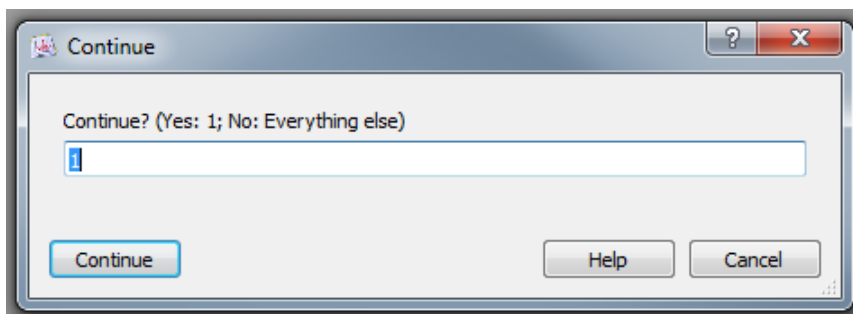 Continue
?
X
Continue? (Yes: 1; No: Everything else)
1
Continue Help Cancel